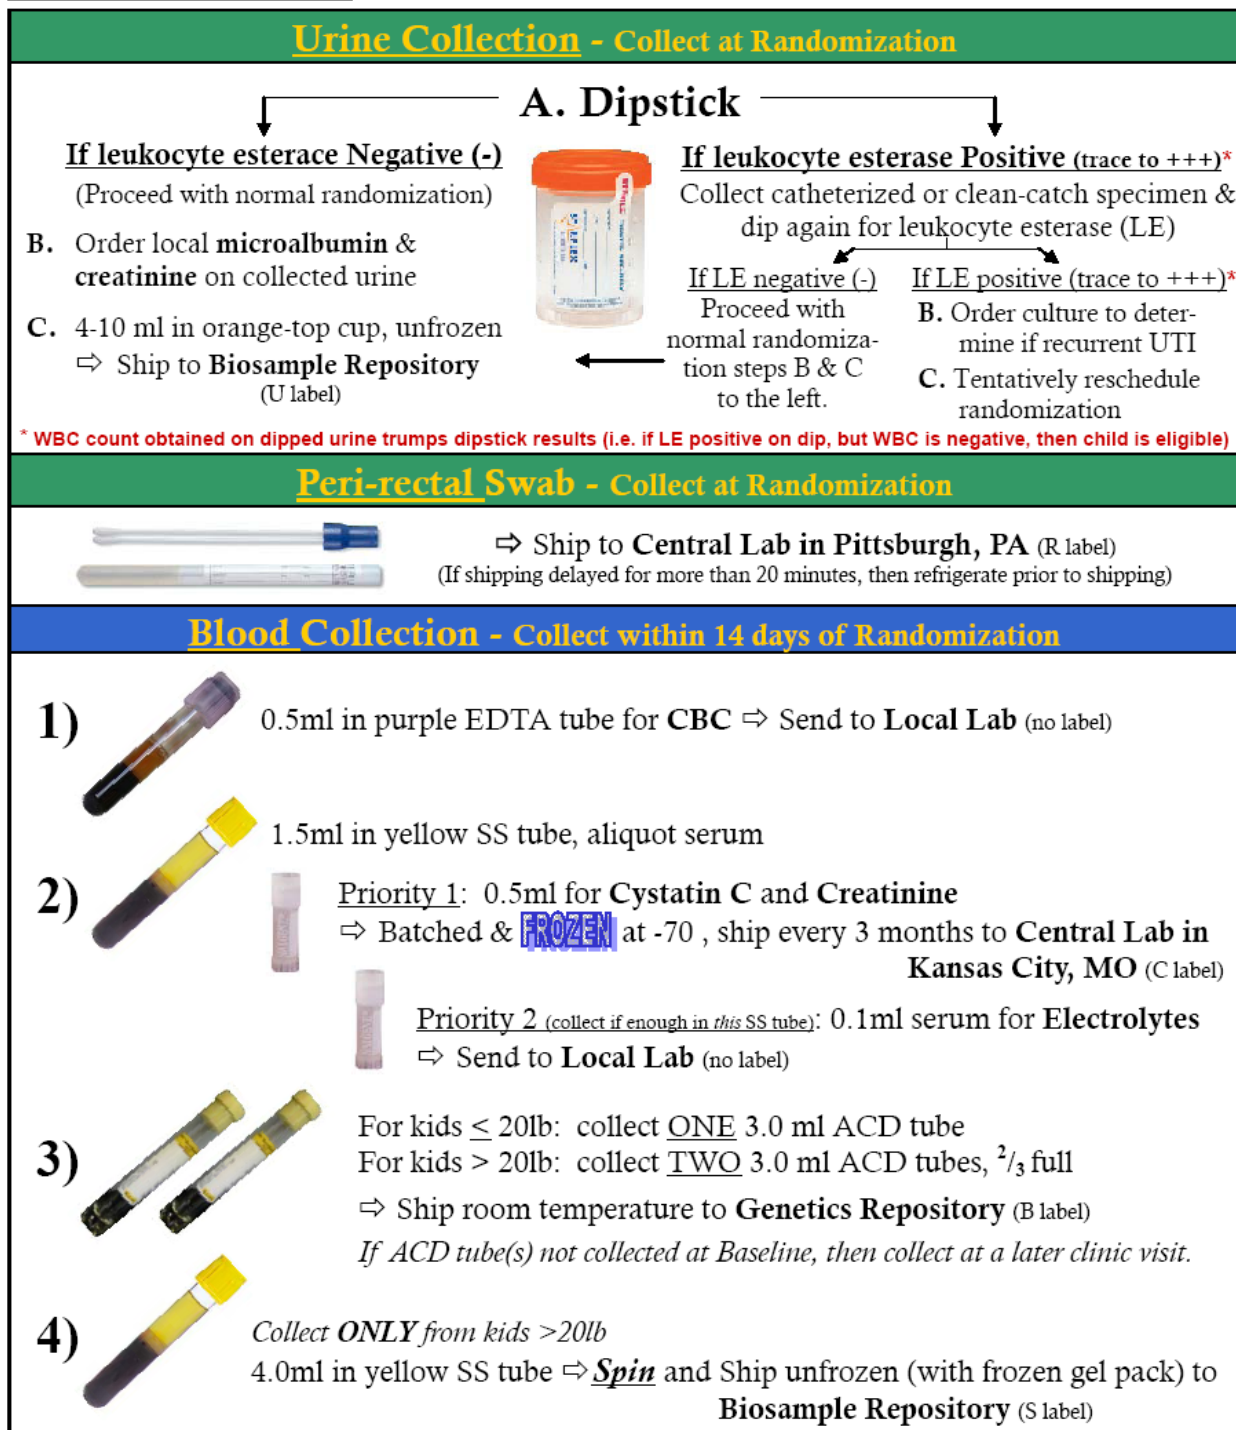 Urine Collection - Collect at Randomization
A. Dipstick
If leukocyte esterace Negative (-)
(Proceed with normal randomization)
B. Order local microalbumin &
creatinine on collected urine
C. 4-10 ml in orange-top cup, unfrozen
⇨ Ship to Biosample Repository
(U label)
If leukocyte esterase Positive (trace to +++)*
Collect catheterized or clean-catch specimen &
dip again for leukocyte esterase (LE)
If LE negative (-)
Proceed with
normal randomiza-
tion steps B & C
to the left.
If LE positive (trace to +++)*
B. Order culture to deter-
mine if recurrent UTI
C. Tentatively reschedule
randomization
* WBC count obtained on dipped urine trumps dipstick results (i.e. if LE positive on dip, but WBC is negative, then child is eligible)
Peri-rectal Swab - Collect at Randomization
⇨ Ship to Central Lab in Pittsburgh, PA (R label)
(If shipping delayed for more than 20 minutes, then refrigerate prior to shipping)
Blood Collection - Collect within 14 days of Randomization
1) 0.5ml in purple EDTA tube for CBC ⇨ Send to Local Lab (no label)
2) 1.5ml in yellow SS tube, aliquot serum
Priority 1: 0.5ml for Cystatin C and Creatinine
⇨ Batched & FROZEN at -70 , ship every 3 months to Central Lab in
Kansas City, MO (C label)
Priority 2 (collect if enough in this SS tube): 0.1ml serum for Electrolytes
⇨ Send to Local Lab (no label)
3) For kids ≤ 20lb: collect ONE 3.0 ml ACD tube
For kids > 20lb: collect TWO 3.0 ml ACD tubes, 2/3 full
⇨ Ship room temperature to Genetics Repository (B label)
If ACD tube(s) not collected at Baseline, then collect at a later clinic visit.
4) Collect ONLY from kids >20lb
4.0ml in yellow SS tube ⇨ Spin and Ship unfrozen (with frozen gel pack) to
Biosample Repository (S label)